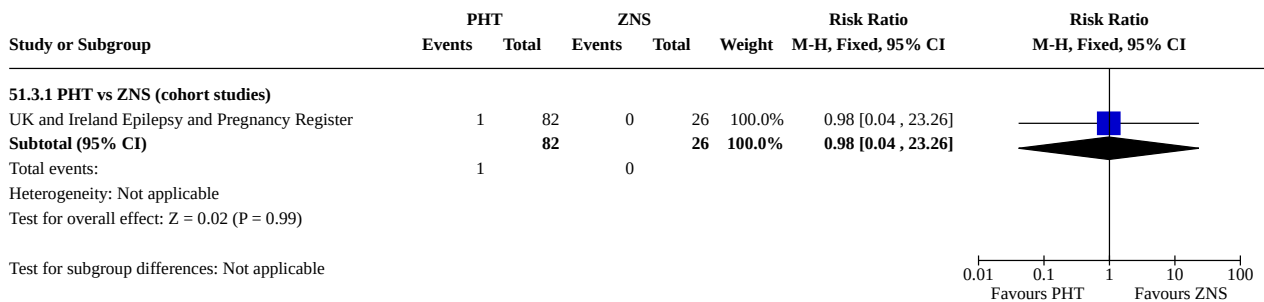 PHT ZNS Risk Ratio Risk Ratio
Study or Subgroup Events Total Events Total Weight M-H, Fixed, 95% CI M-H, Fixed, 95% CI
51.3.1 PHT vs ZNS (cohort studies)
UK and Ireland Epilepsy and Pregnancy Register 1 82 0 26 100.0% 0.98 [0.04 , 23.26]
Subtotal (95% CI) 82 26 100.0% 0.98 [0.04 , 23.26]
Total events: 1 0
Heterogeneity: Not applicable
Test for overall effect: Z = 0.02 (P = 0.99)
Test for subgroup differences: Not applicable
0.01 0.1 1 10 100
Favours PHT Favours ZNS